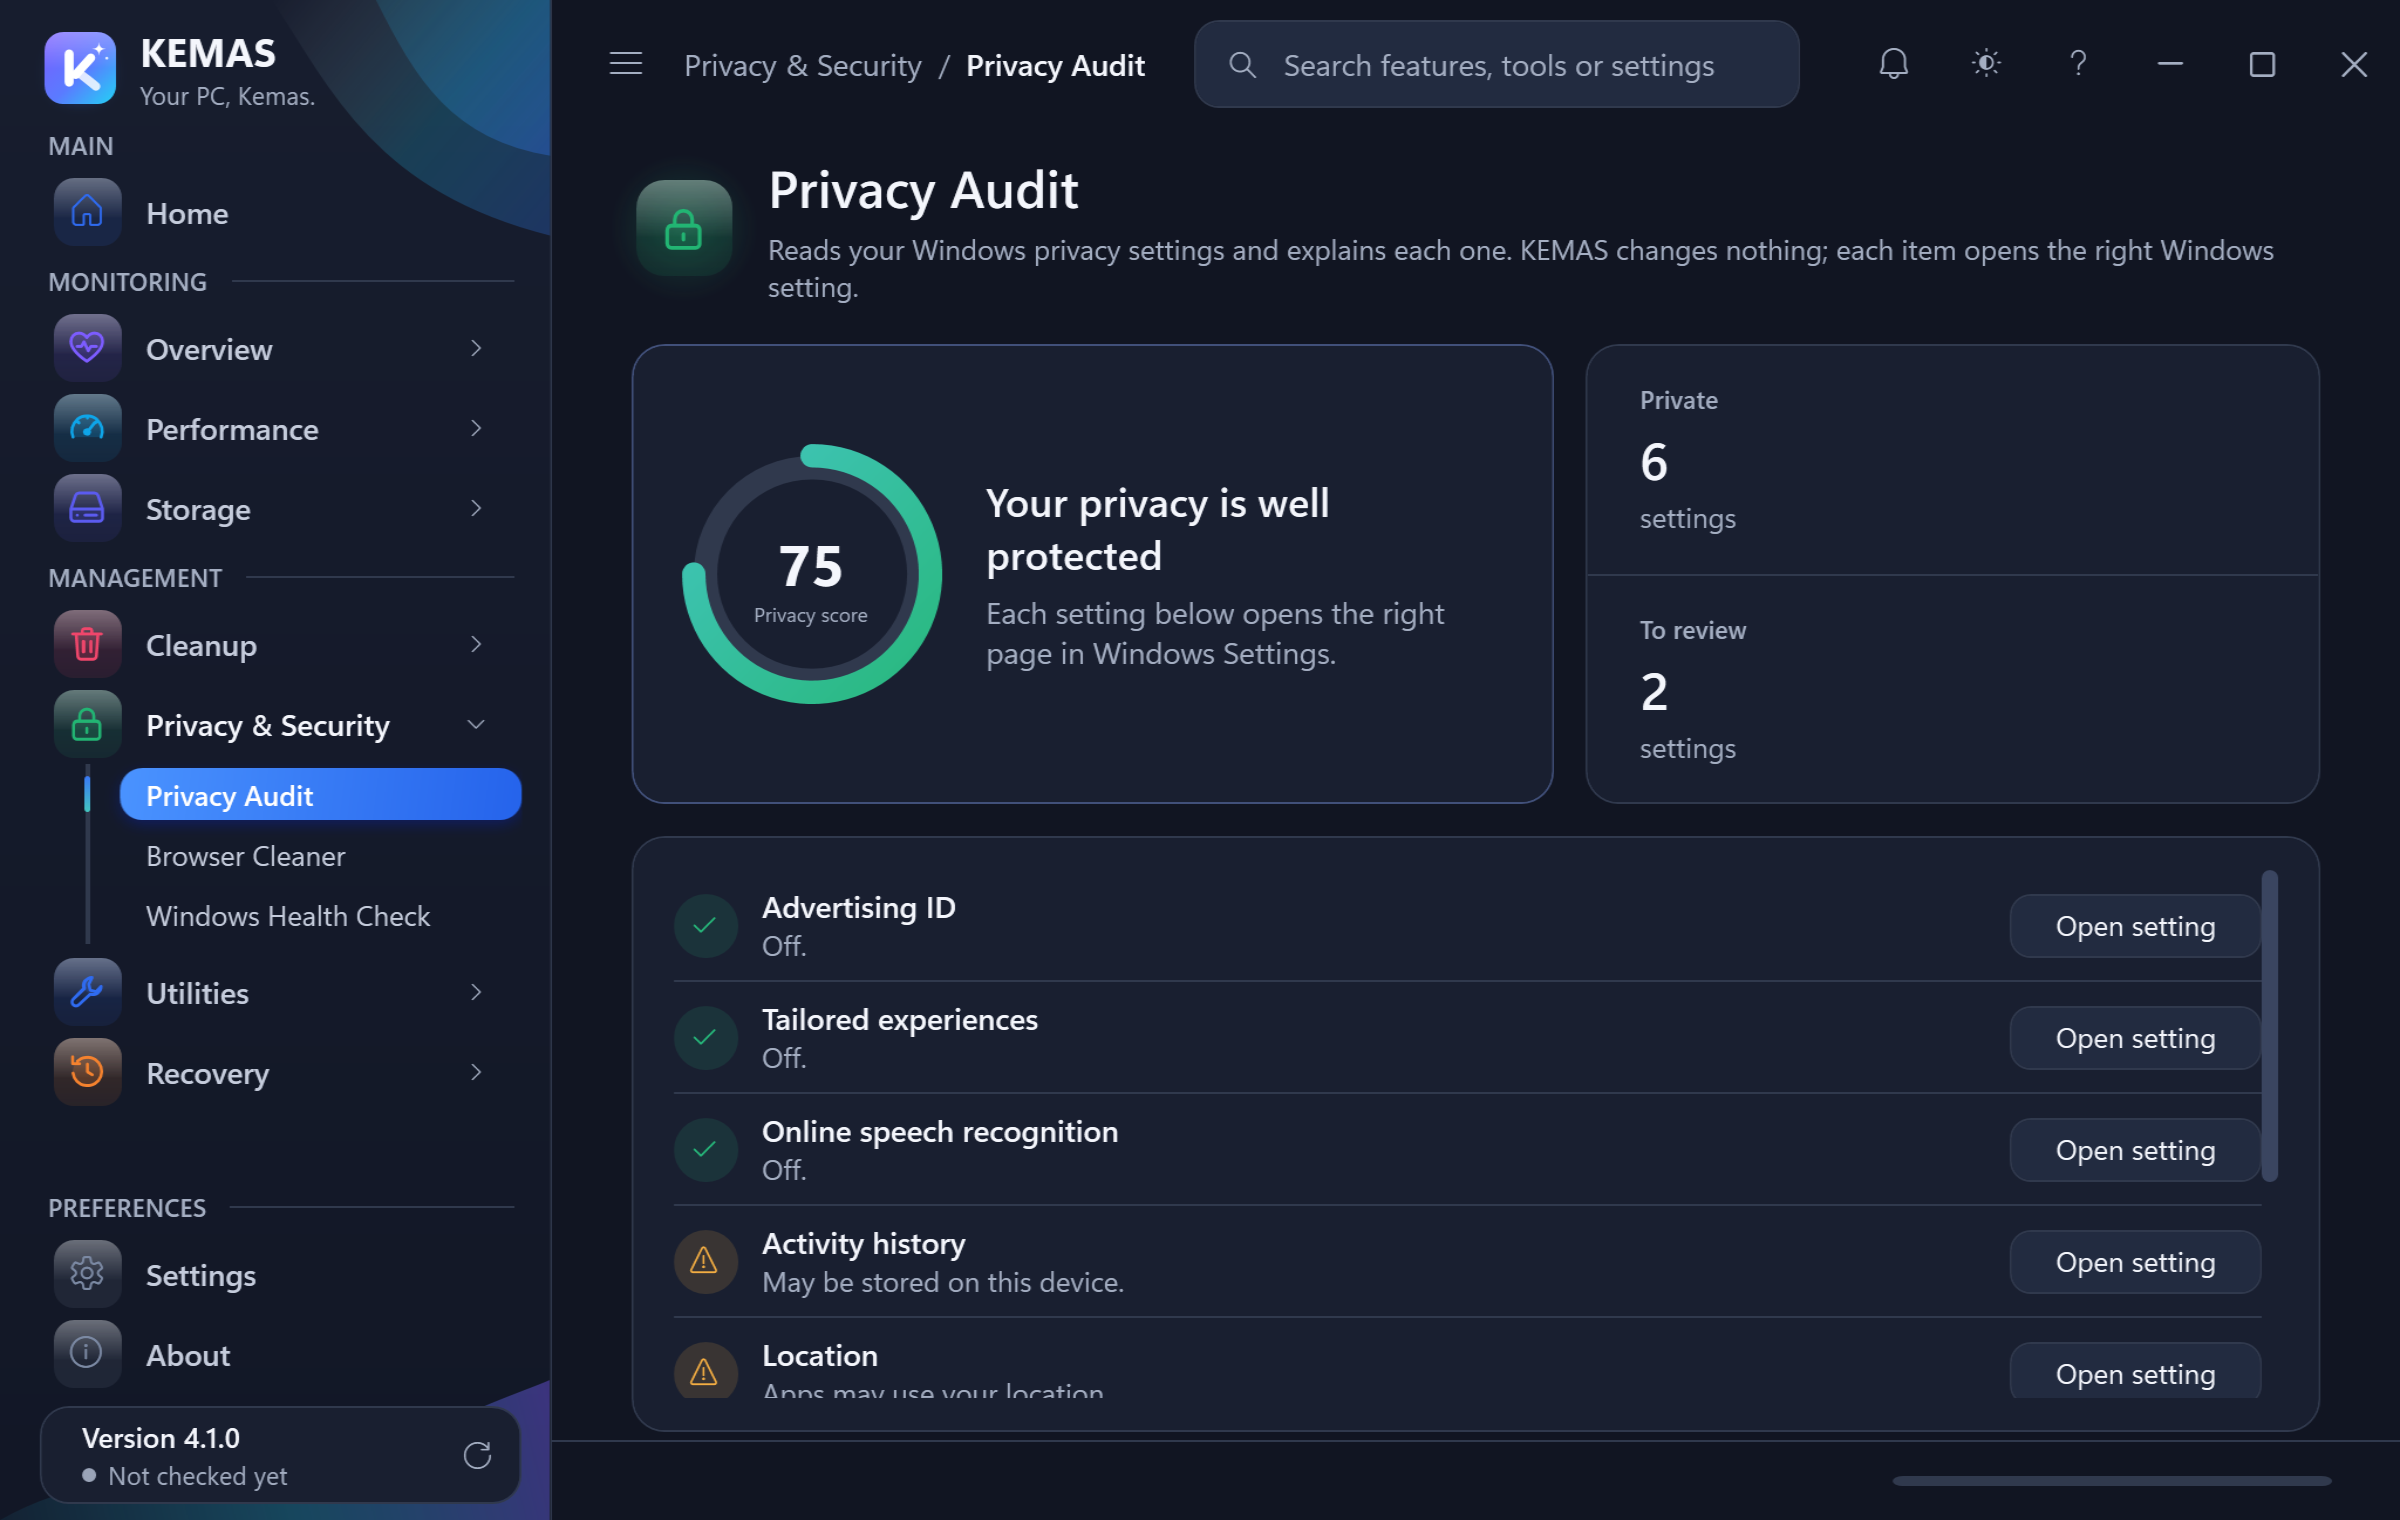 KEMAS
Your PC, Kemas.
MAIN
Home
MONITORING
Overview
Performance
Storage
MANAGEMENT
Cleanup
Privacy & Security
Privacy Audit
Browser Cleaner
Windows Health Check
Utilities
Recovery
PREFERENCES
Settings
About
Version 4.1.0
Not checked yet
Privacy & Security / Privacy Audit
Search features, tools or settings
Privacy Audit
Reads your Windows privacy settings and explains each one. KEMAS changes nothing; each item opens the right Windows
setting.
75
Privacy score
Your privacy is well
protected
Each setting below opens the right
page in Windows Settings.
Private
6
settings
To review
2
settings
Advertising ID
Off.
Open setting
Tailored experiences
Off.
Open setting
Online speech recognition
Off.
Open setting
Activity history
May be stored on this device.
Open setting
Location
Apps may use your location
Open setting